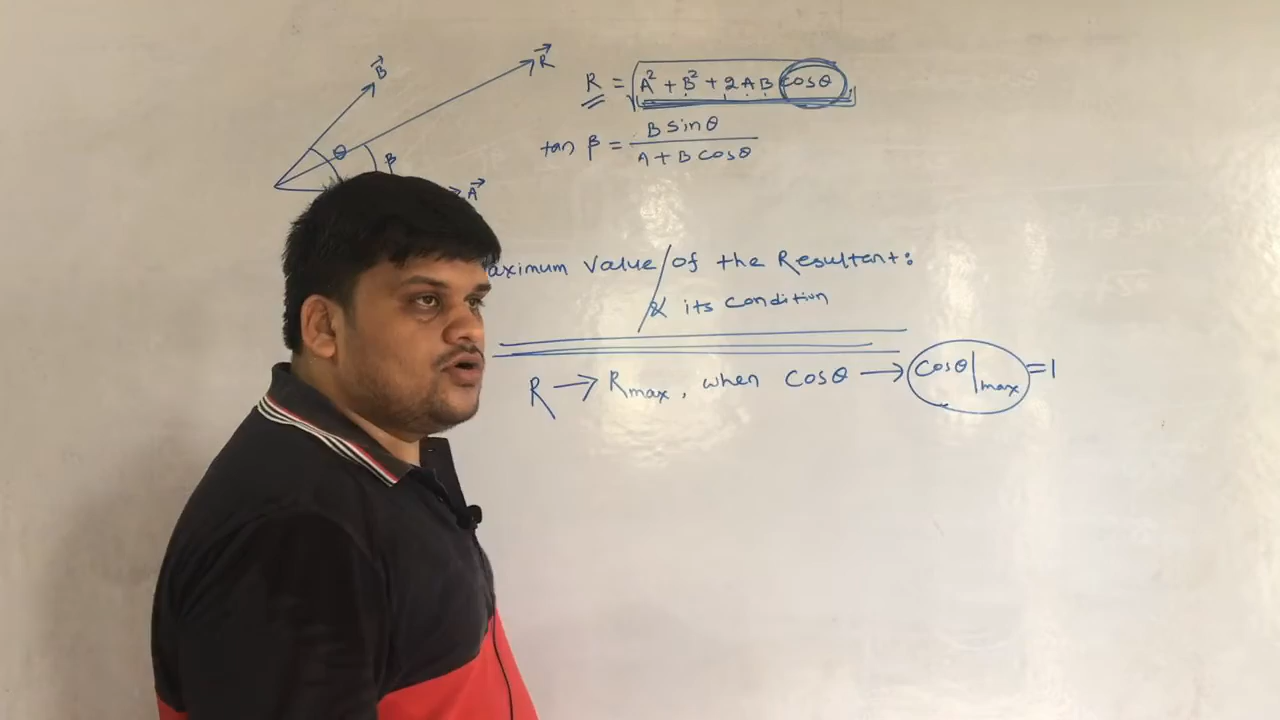 B⃗
R⃗
θ
β
A⃗
R = √A² + B² + 2AB cosθ
tan β = B sinθ / A + B cosθ
aximum Value / of the Resultant:
& its condition
R → Rmax, when cosθ → cosθ|max = 1